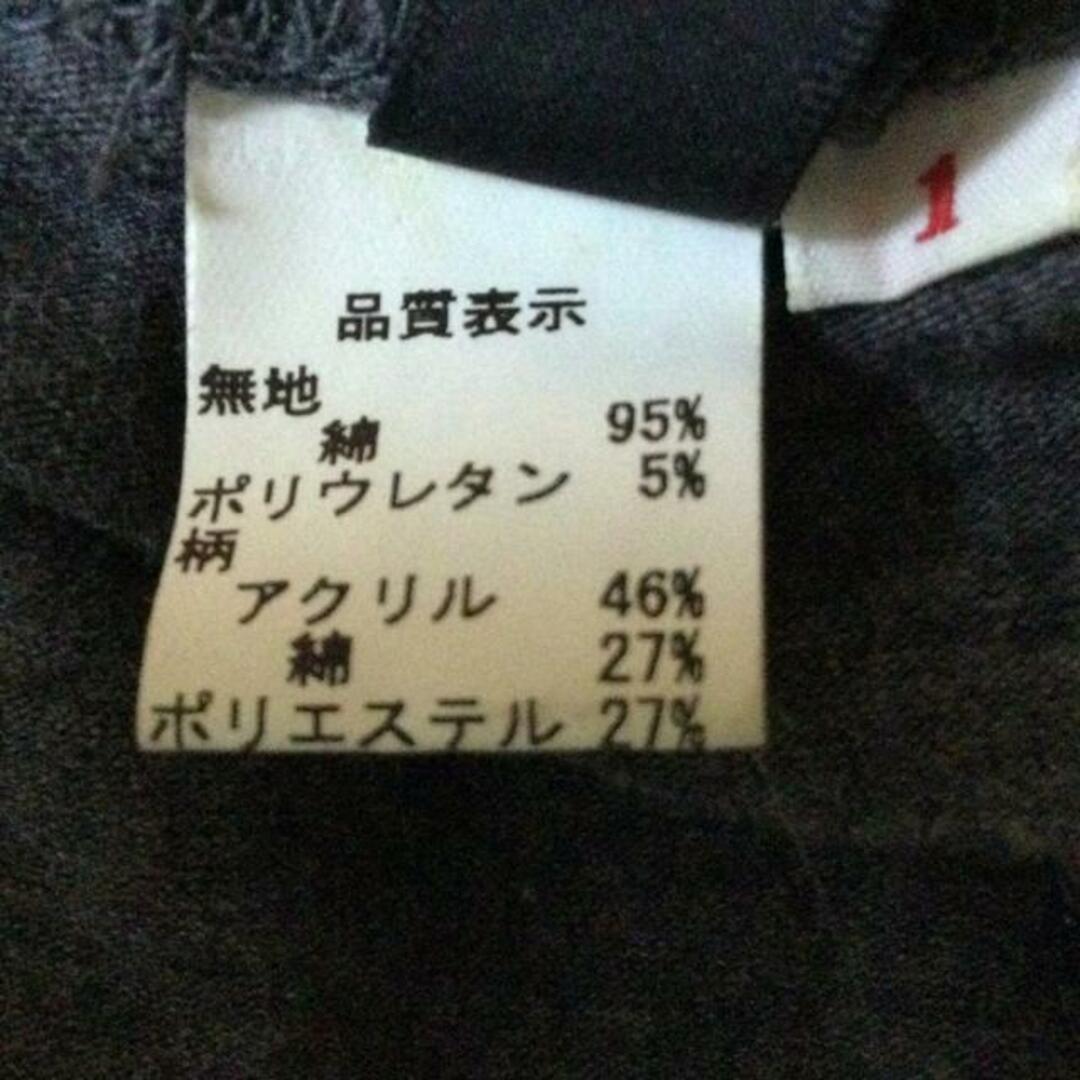 1
品質表示
無地
綿 95%
ポリウレタン 5%
柄
アクリル 46%
綿 27%
ポリエステル 27%